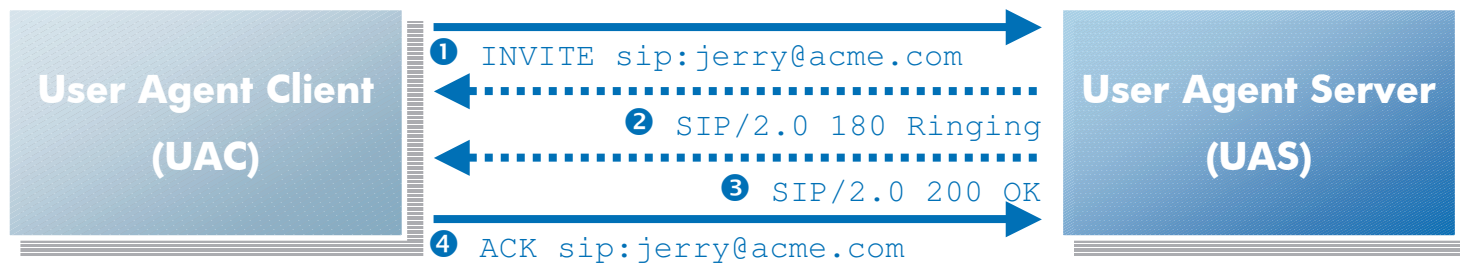 User Agent Client
(UAC)
❶ INVITE sip:jerry@acme.com
❷ SIP/2.0 180 Ringing
❸ SIP/2.0 200 OK
❹ ACK sip:jerry@acme.com
User Agent Server
(UAS)